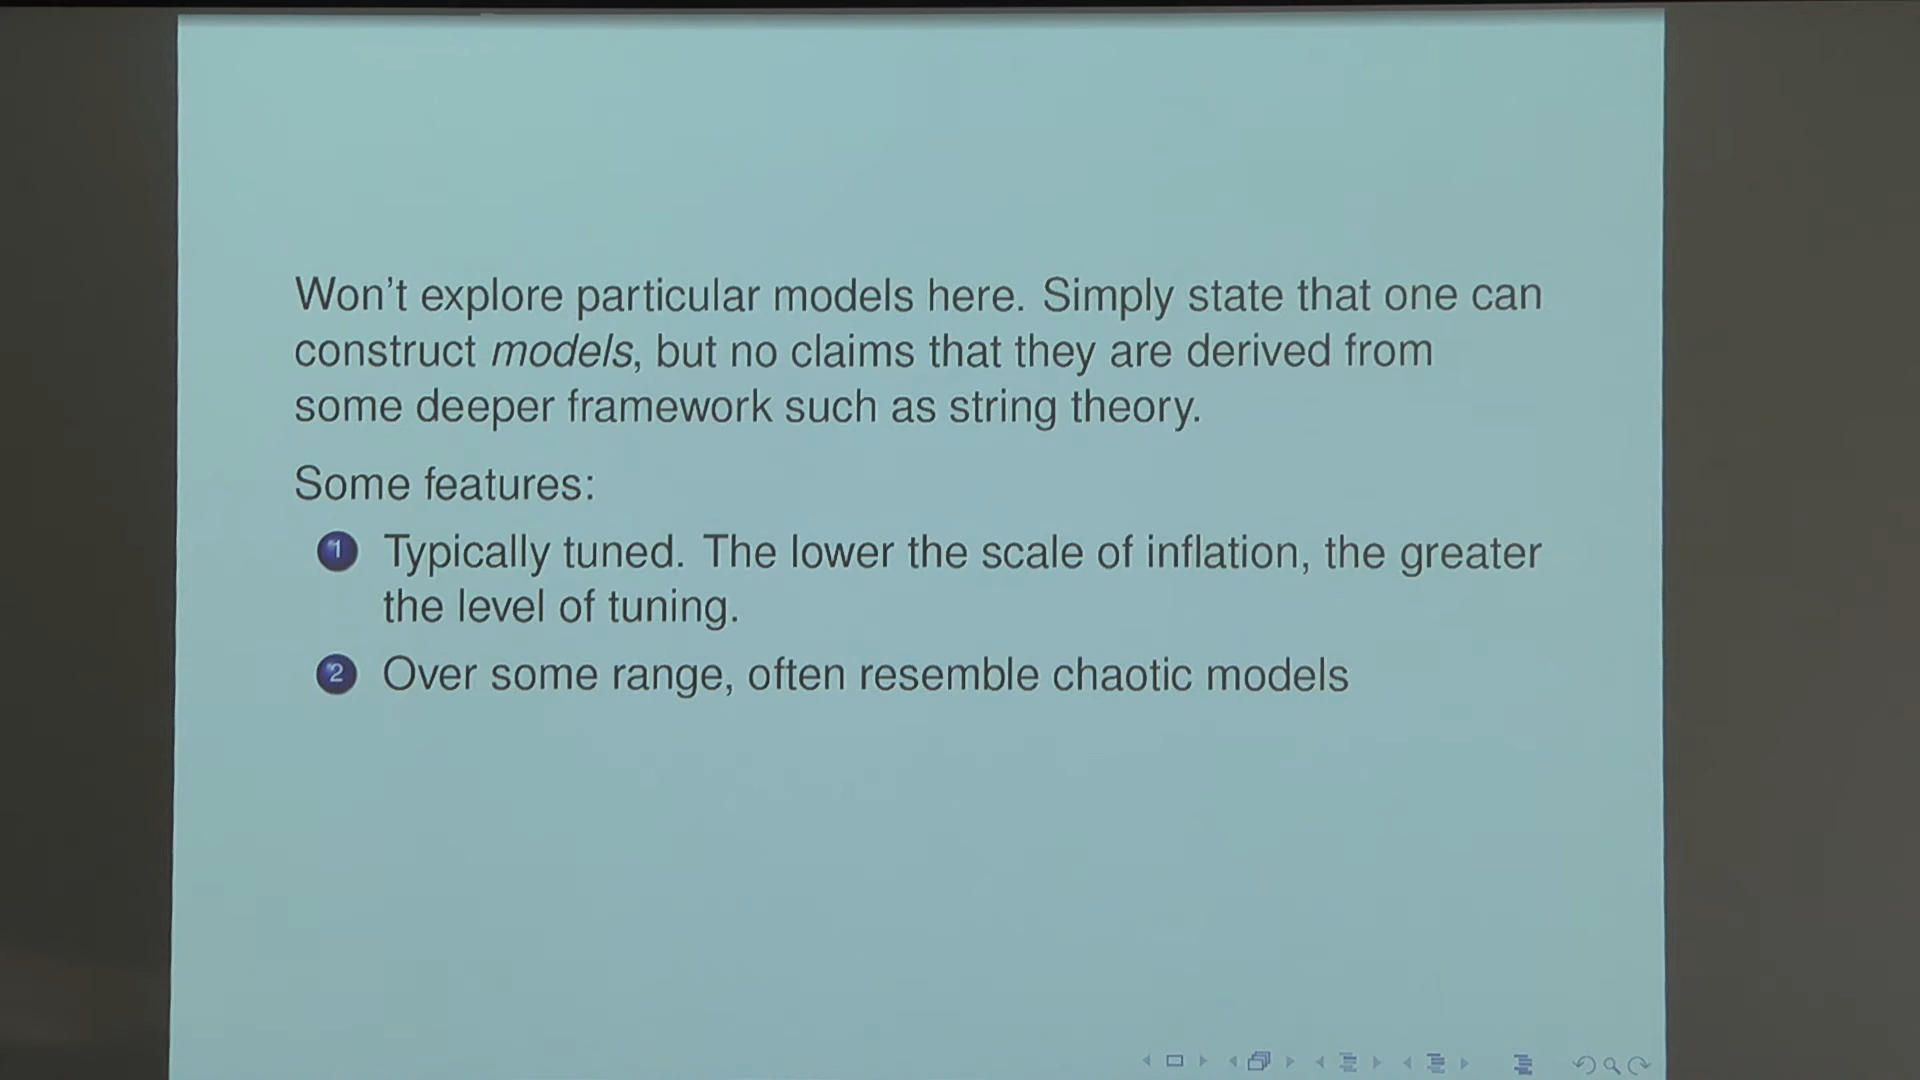 Won't explore particular models here. Simply state that one can
construct models, but no claims that they are derived from
some deeper framework such as string theory.
Some features:
1 Typically tuned. The lower the scale of inflation, the greater
the level of tuning.
2 Over some range, often resemble chaotic models